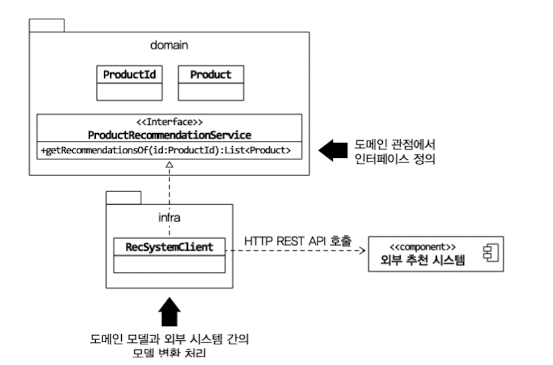 domain
ProductId
Product
<<Interface>>
ProductRecommendationService
+getRecommendationsOf(id:ProductId):List<Product>
도메인 관점에서
인터페이스 정의
infra
RecSystemClient
HTTP REST API 호출
<<component>>
외부 추천 시스템
도메인 모델과 외부 시스템 간의
모델 변환 처리